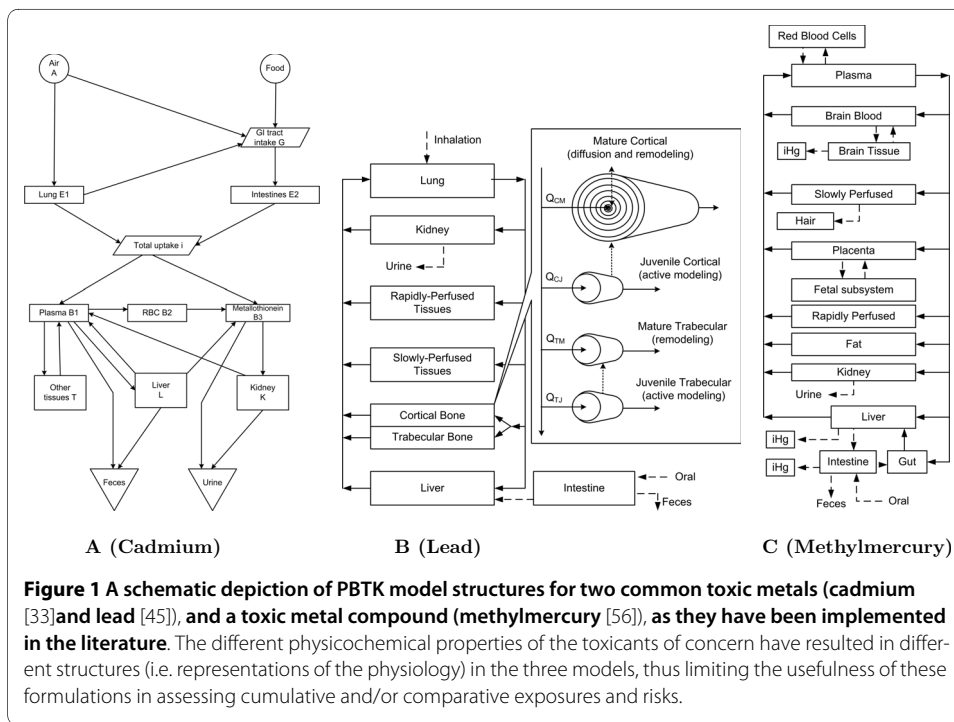 Air
A
Food
GI tract
intake G
Lung E1
Intestines E2
Total uptake i
Plasma B1
RBC B2
Metallothionein
B3
Other
tissues T
Liver
L
Kidney
K
Feces
Urine
A (Cadmium)
Inhalation
Lung
Kidney
Urine
Rapidly-Perfused
Tissues
Slowly-Perfused
Tissues
Cortical Bone
Trabecular Bone
Liver
Intestine
Oral
Feces
Mature Cortical
(diffusion and remodeling)
QCM
Juvenile Cortical
(active modeling)
QCJ
Mature Trabecular
(remodeling)
QTM
Juvenile Trabecular
(active modeling)
QTJ
B (Lead)
Red Blood Cells
Plasma
Brain Blood
iHg
Brain Tissue
Slowly Perfused
Hair
Placenta
Fetal subsystem
Rapidly Perfused
Fat
Kidney
Urine
Liver
iHg
iHg
Intestine
Gut
Feces
Oral
C (Methylmercury)
Figure 1 A schematic depiction of PBTK model structures for two common toxic metals (cadmium
[33]and lead [45]), and a toxic metal compound (methylmercury [56]), as they have been implemented
in the literature. The different physicochemical properties of the toxicants of concern have resulted in differ-
ent structures (i.e. representations of the physiology) in the three models, thus limiting the usefulness of these
formulations in assessing cumulative and/or comparative exposures and risks.